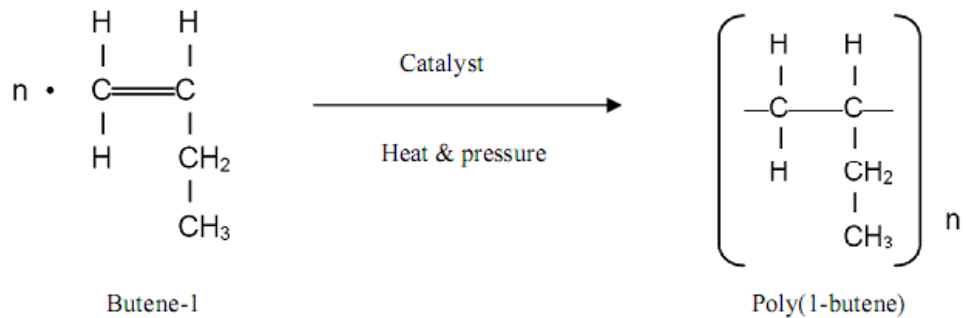 H H
n • C C
H CH2
CH3
Butene-1
Catalyst
Heat & pressure
H H
C C
H CH2
CH3
n
Poly(1-butene)